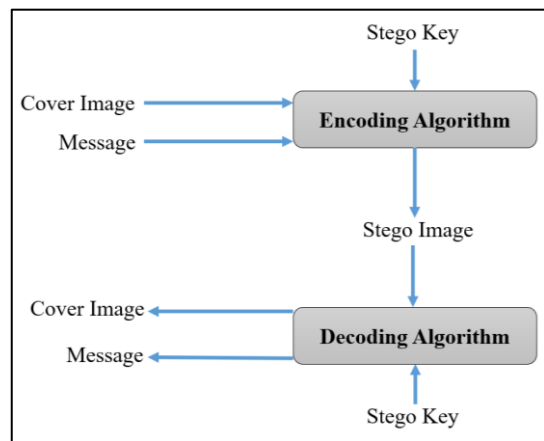 Stego Key
Cover Image
Encoding Algorithm
Message
Stego Image
Cover Image
Decoding Algorithm
Message
Stego Key